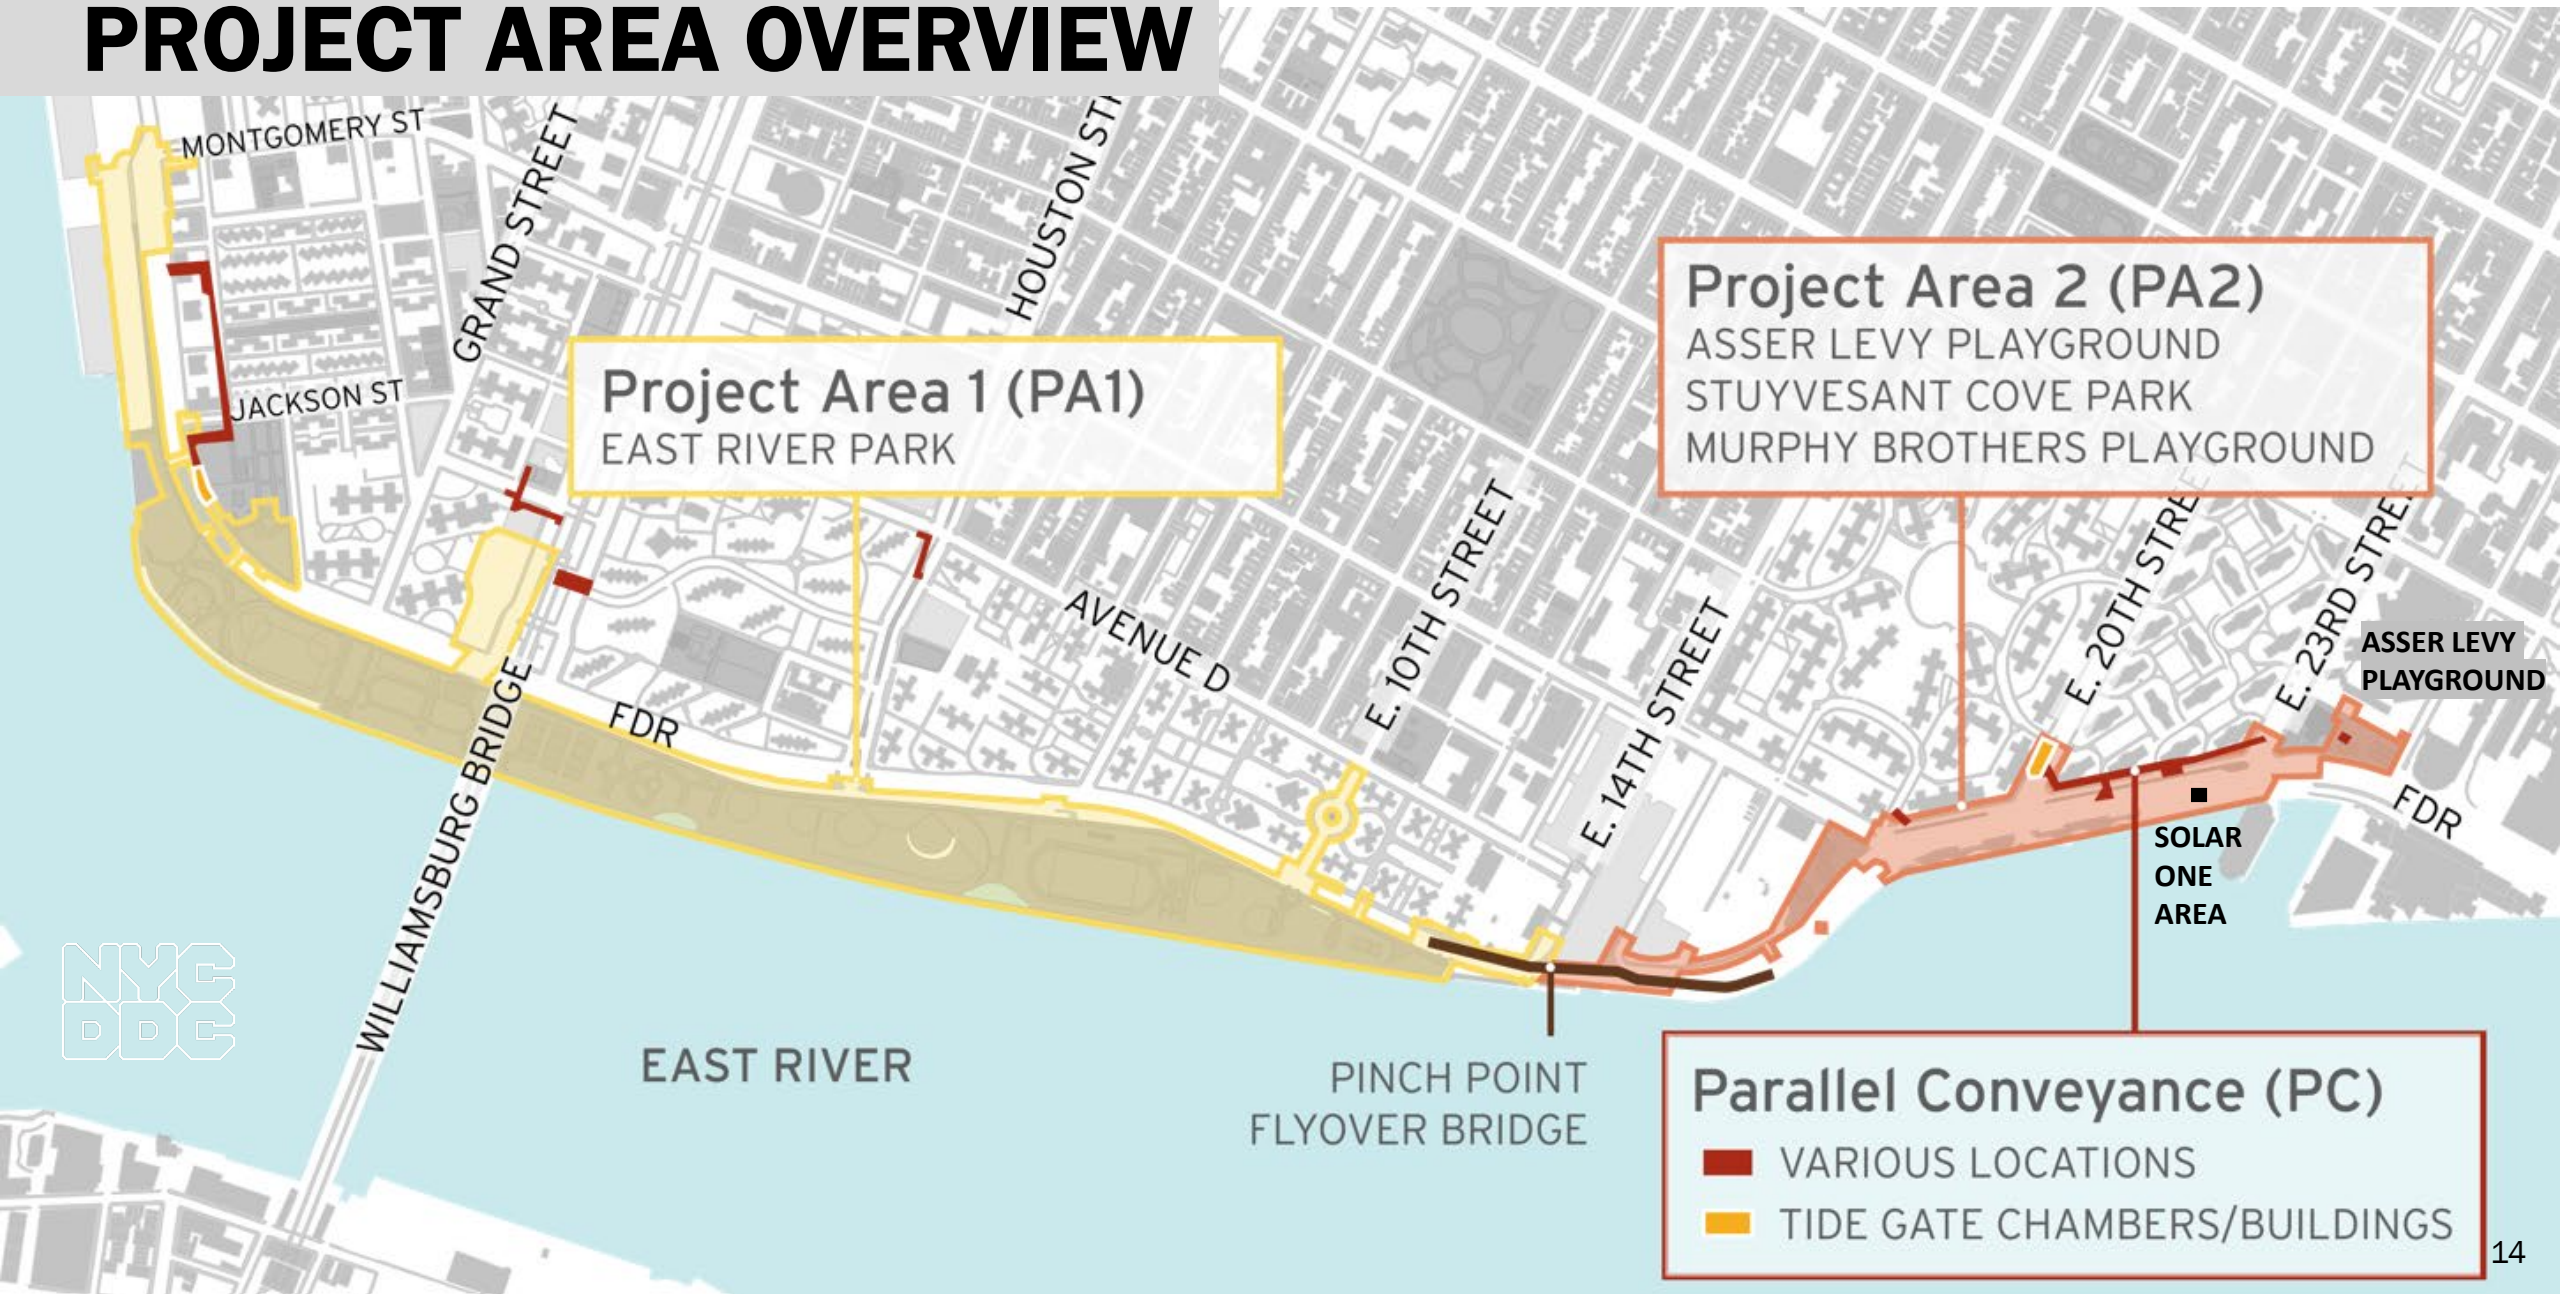 PROJECT AREA OVERVIEW
MONTGOMERY ST
GRAND STREET
HOUSTON
JACKSON ST
Project Area 1 (PA1)
EAST RIVER PARK
Project Area 2 (PA2)
ASSER LEVY PLAYGROUND
STUYVESANT COVE PARK
MURPHY BROTHERS PLAYGROUND
AVENUE D
E. 10TH STREET
E. 14TH STREET
E. 20TH STREE
E. 23RD STREET
ASSER LEVY
PLAYGROUND
FDR
FDR
SOLAR
ONE
AREA
WILLIAMSBURG BRIDGE
NYC
DDC
EAST RIVER
PINCH POINT
FLYOVER BRIDGE
Parallel Conveyance (PC)
VARIOUS LOCATIONS
TIDE GATE CHAMBERS/BUILDINGS
14